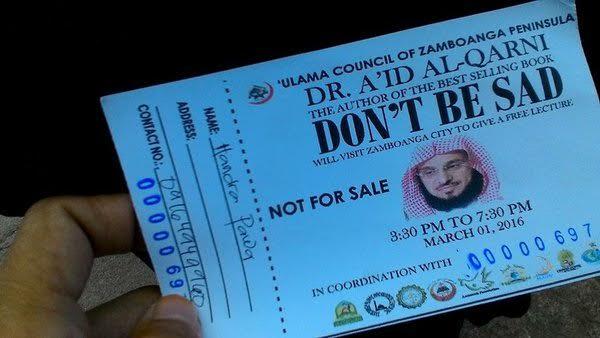 'ULAMA COUNCIL OF ZAMBOANGA PENINSULA
DR. A'ID AL-QARNI
THE AUTHOR OF THE BEST SELLING BOOK
DON'T BE SAD
WILL VISIT ZAMBOANGA CITY TO GIVE A FREE LECTURE
NOT FOR SALE
3:30 PM TO 7:30 PM
MARCH 01, 2016
IN COORDINATION WITH
00000697
NAME:
ADDRESS:
CONTACT NO.:
0000069